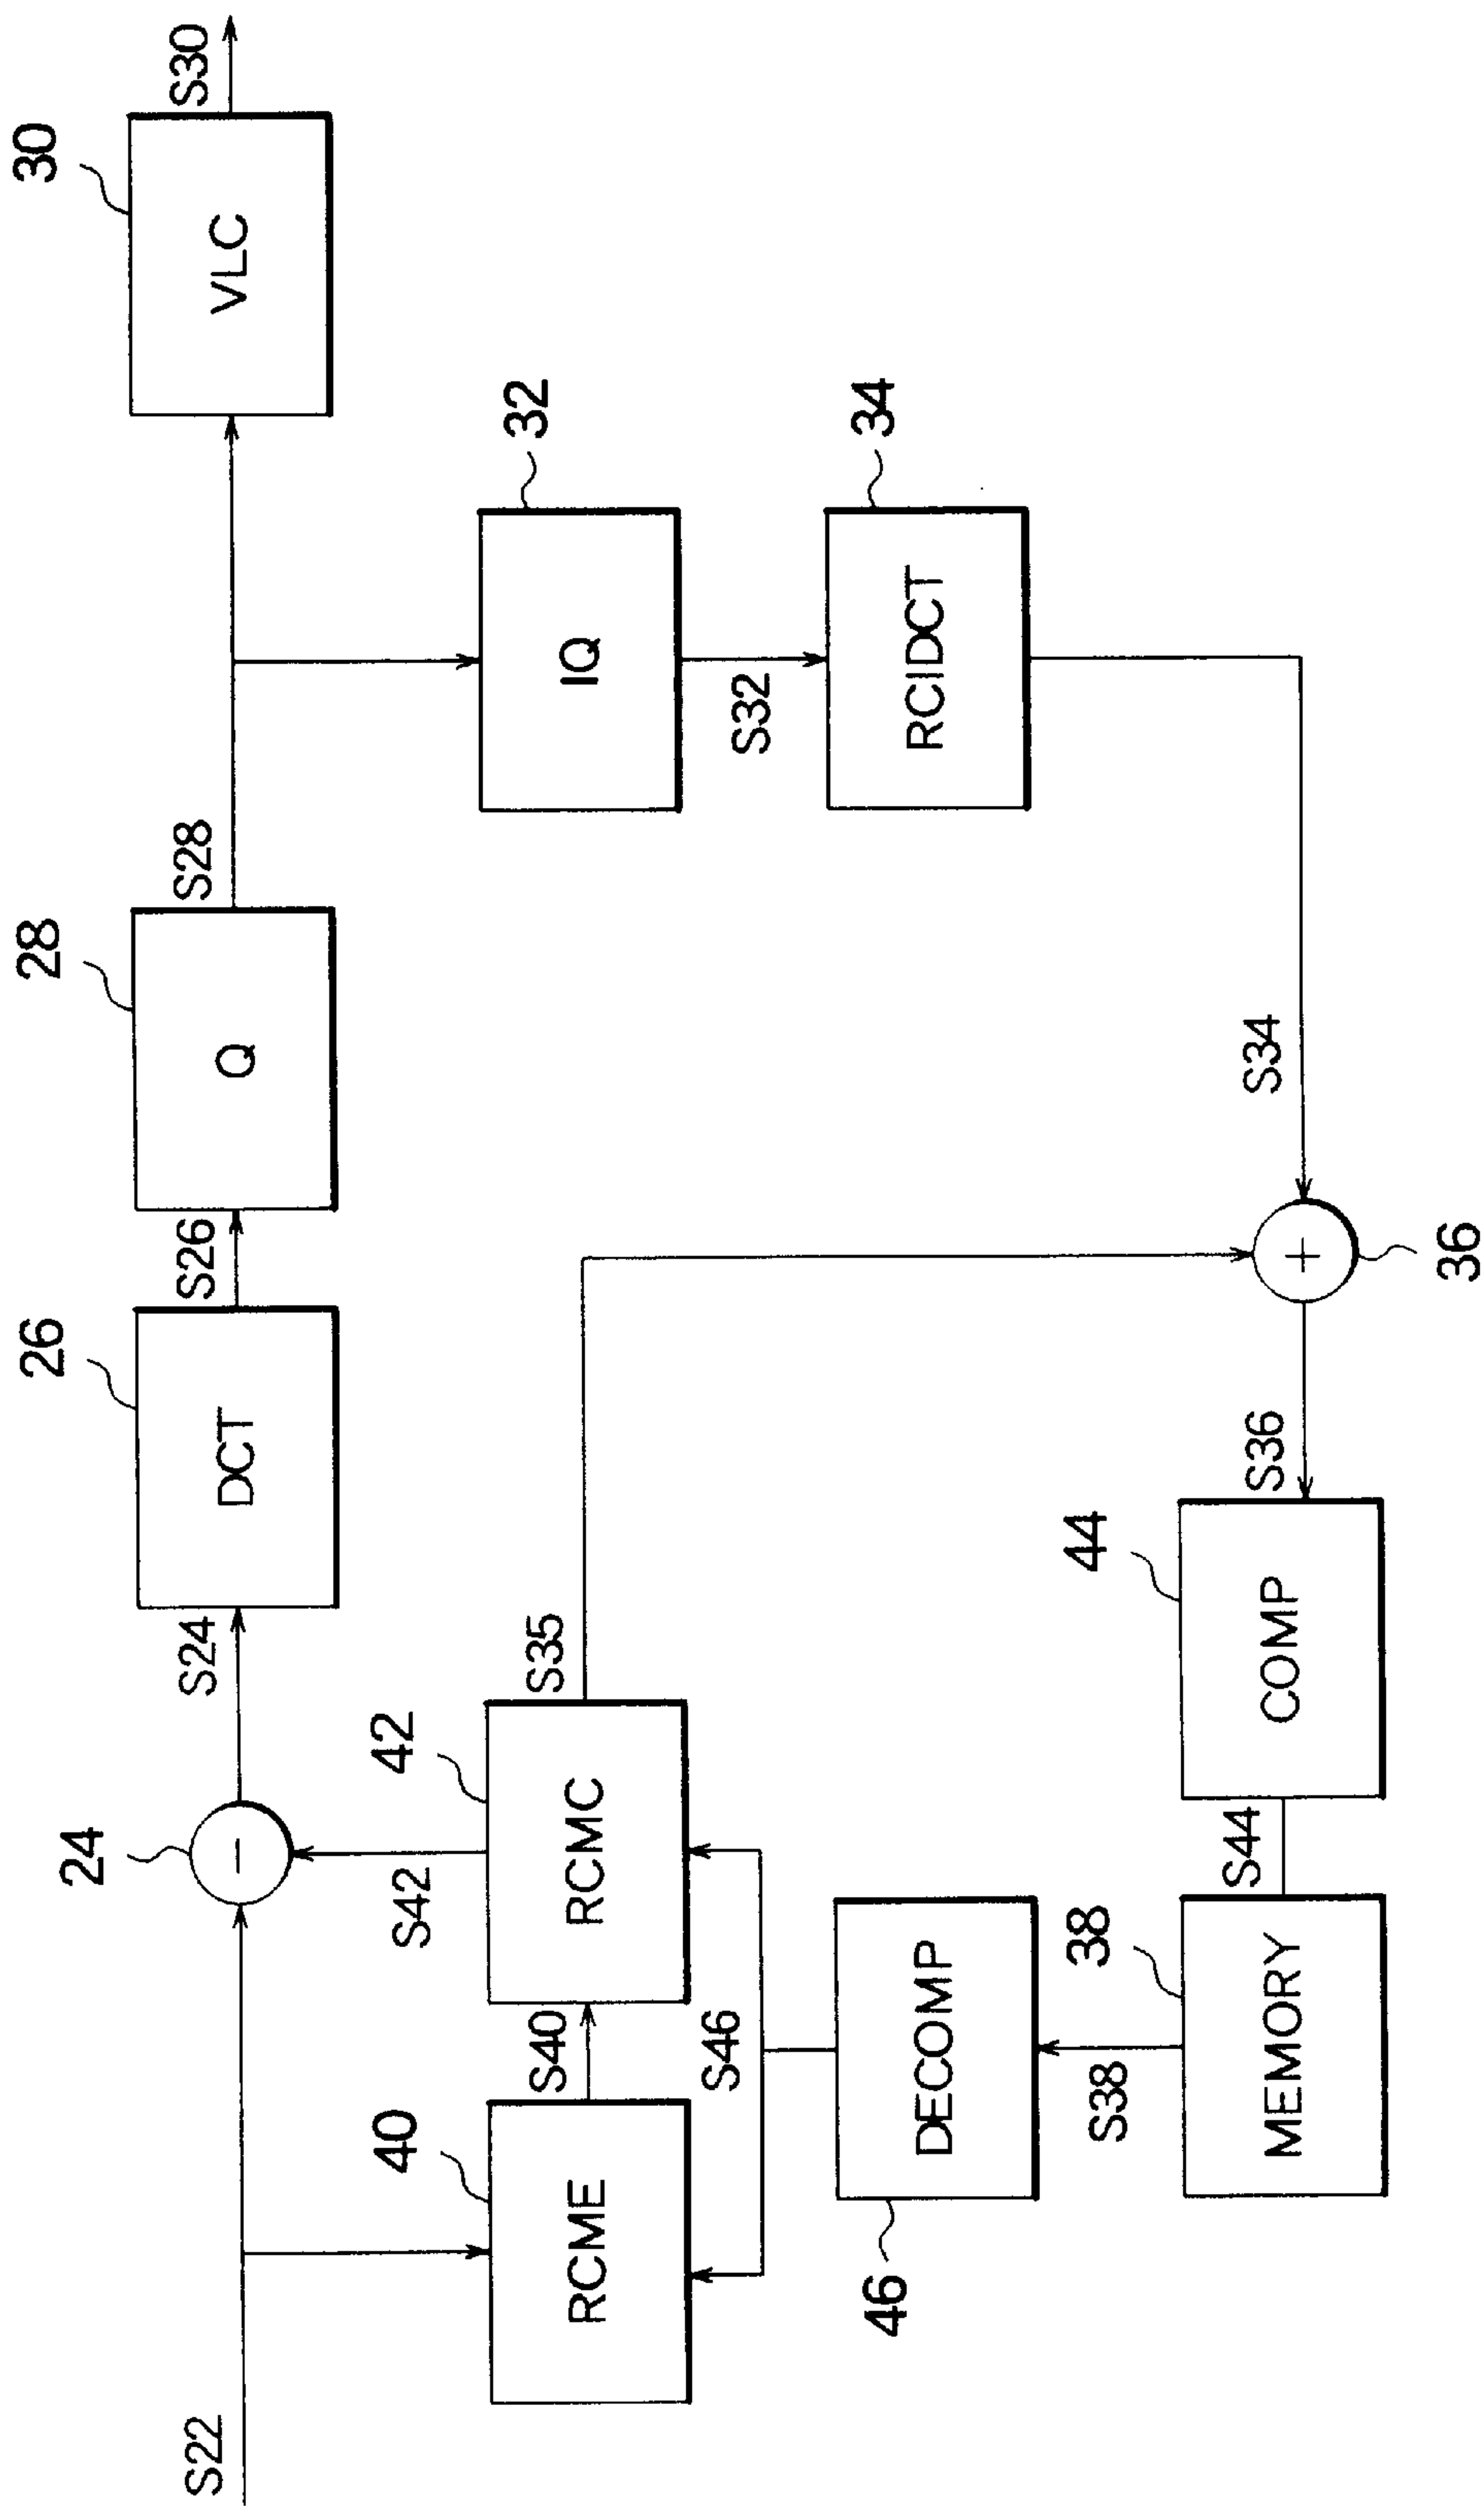 24
26
28
30
S22
S24
S26
S28
S30
DCT
Q
VLC
40
42
S42
32
S40
S35
RCME
RCMC
IQ
S46
S32
34
DECOMP
RCIDCT
46
S38
38
44
S44
S36
S34
MEMORY
COMP
+
−
36